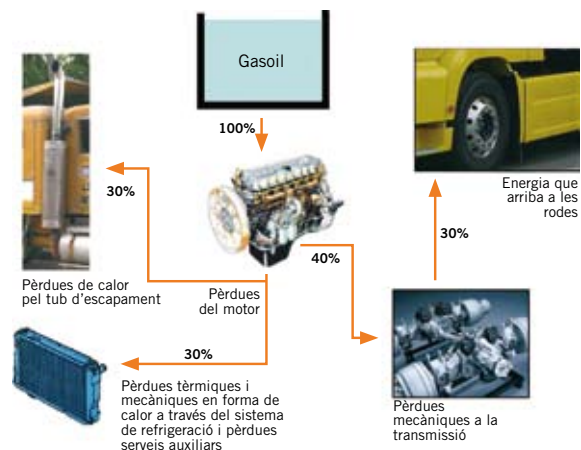 Gasoil
100%
30%
Pèrdues de calor
pel tub d'escapament
Pèrdues
del motor
40%
30%
Energia que
arriba a les
rodes
30%
Pèrdues tèrmiques i
mecàniques en forma de
calor a través del sistema
de refrigeració i pèrdues
serveis auxiliars
Pèrdues
mecàniques a la
transmissió